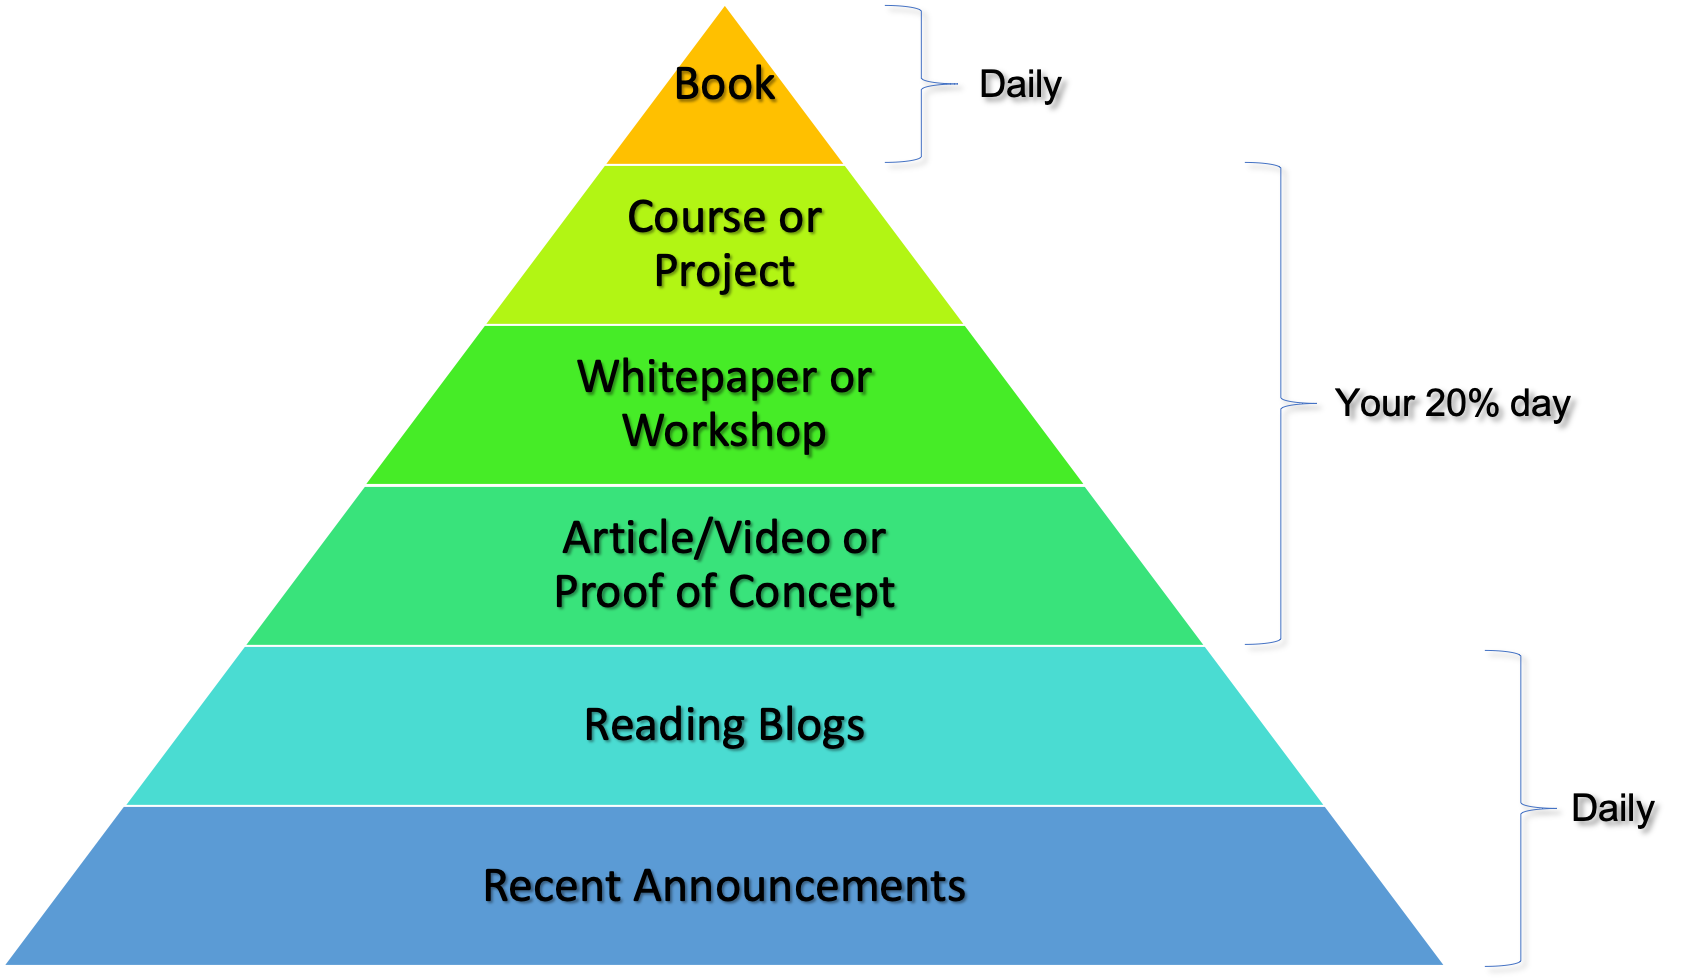 Book
Daily
Course or
Project
Whitepaper or
Workshop
Your 20% day
Article/Video or
Proof of Concept
Reading Blogs
Daily
Recent Announcements